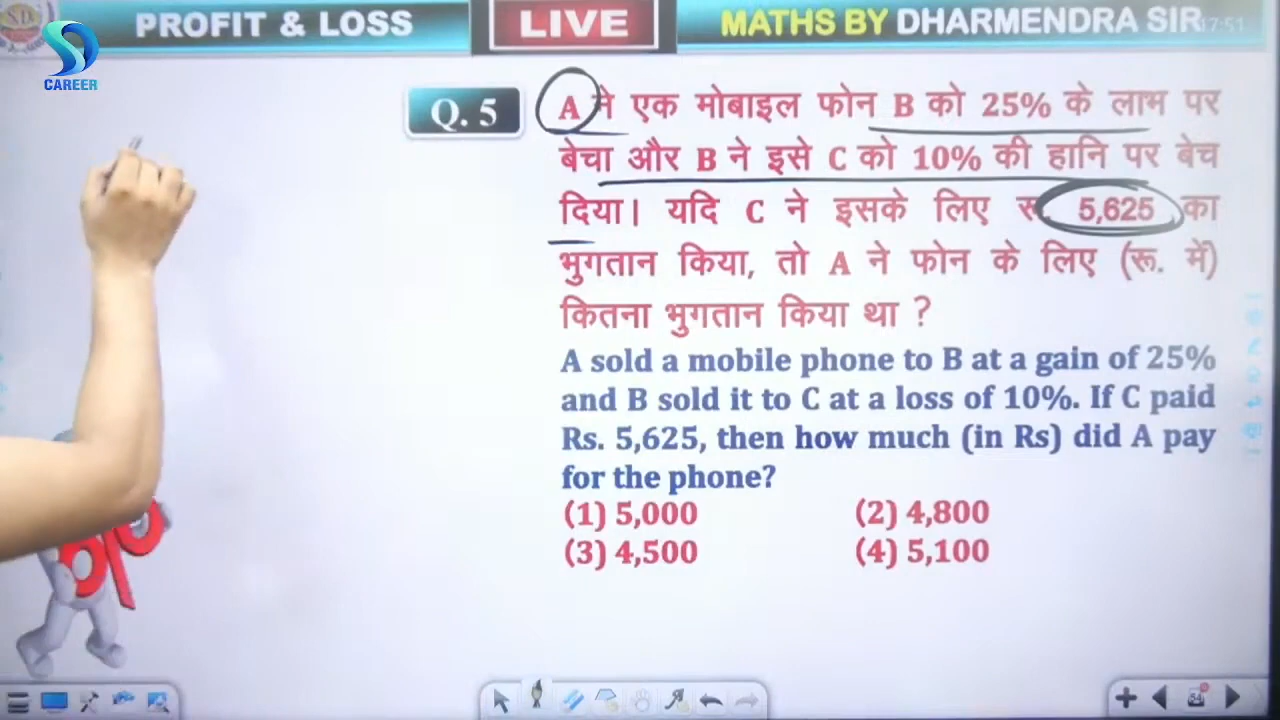 PROFIT & LOSS
LIVE
MATHS BY DHARMENDRA SIR
17:51
CAREER
Q. 5
A ने एक मोबाइल फोन B को 25% के लाभ पर
बेचा और B ने इसे C को 10% की हानि पर बेच
दिया। यदि C ने इसके लिए रू 5,625 का
भुगतान किया, तो A ने फोन के लिए (रू. में)
कितना भुगतान किया था ?
A sold a mobile phone to B at a gain of 25%
and B sold it to C at a loss of 10%. If C paid
Rs. 5,625, then how much (in Rs) did A pay
for the phone?
(1) 5,000 (2) 4,800
(3) 4,500 (4) 5,100
54